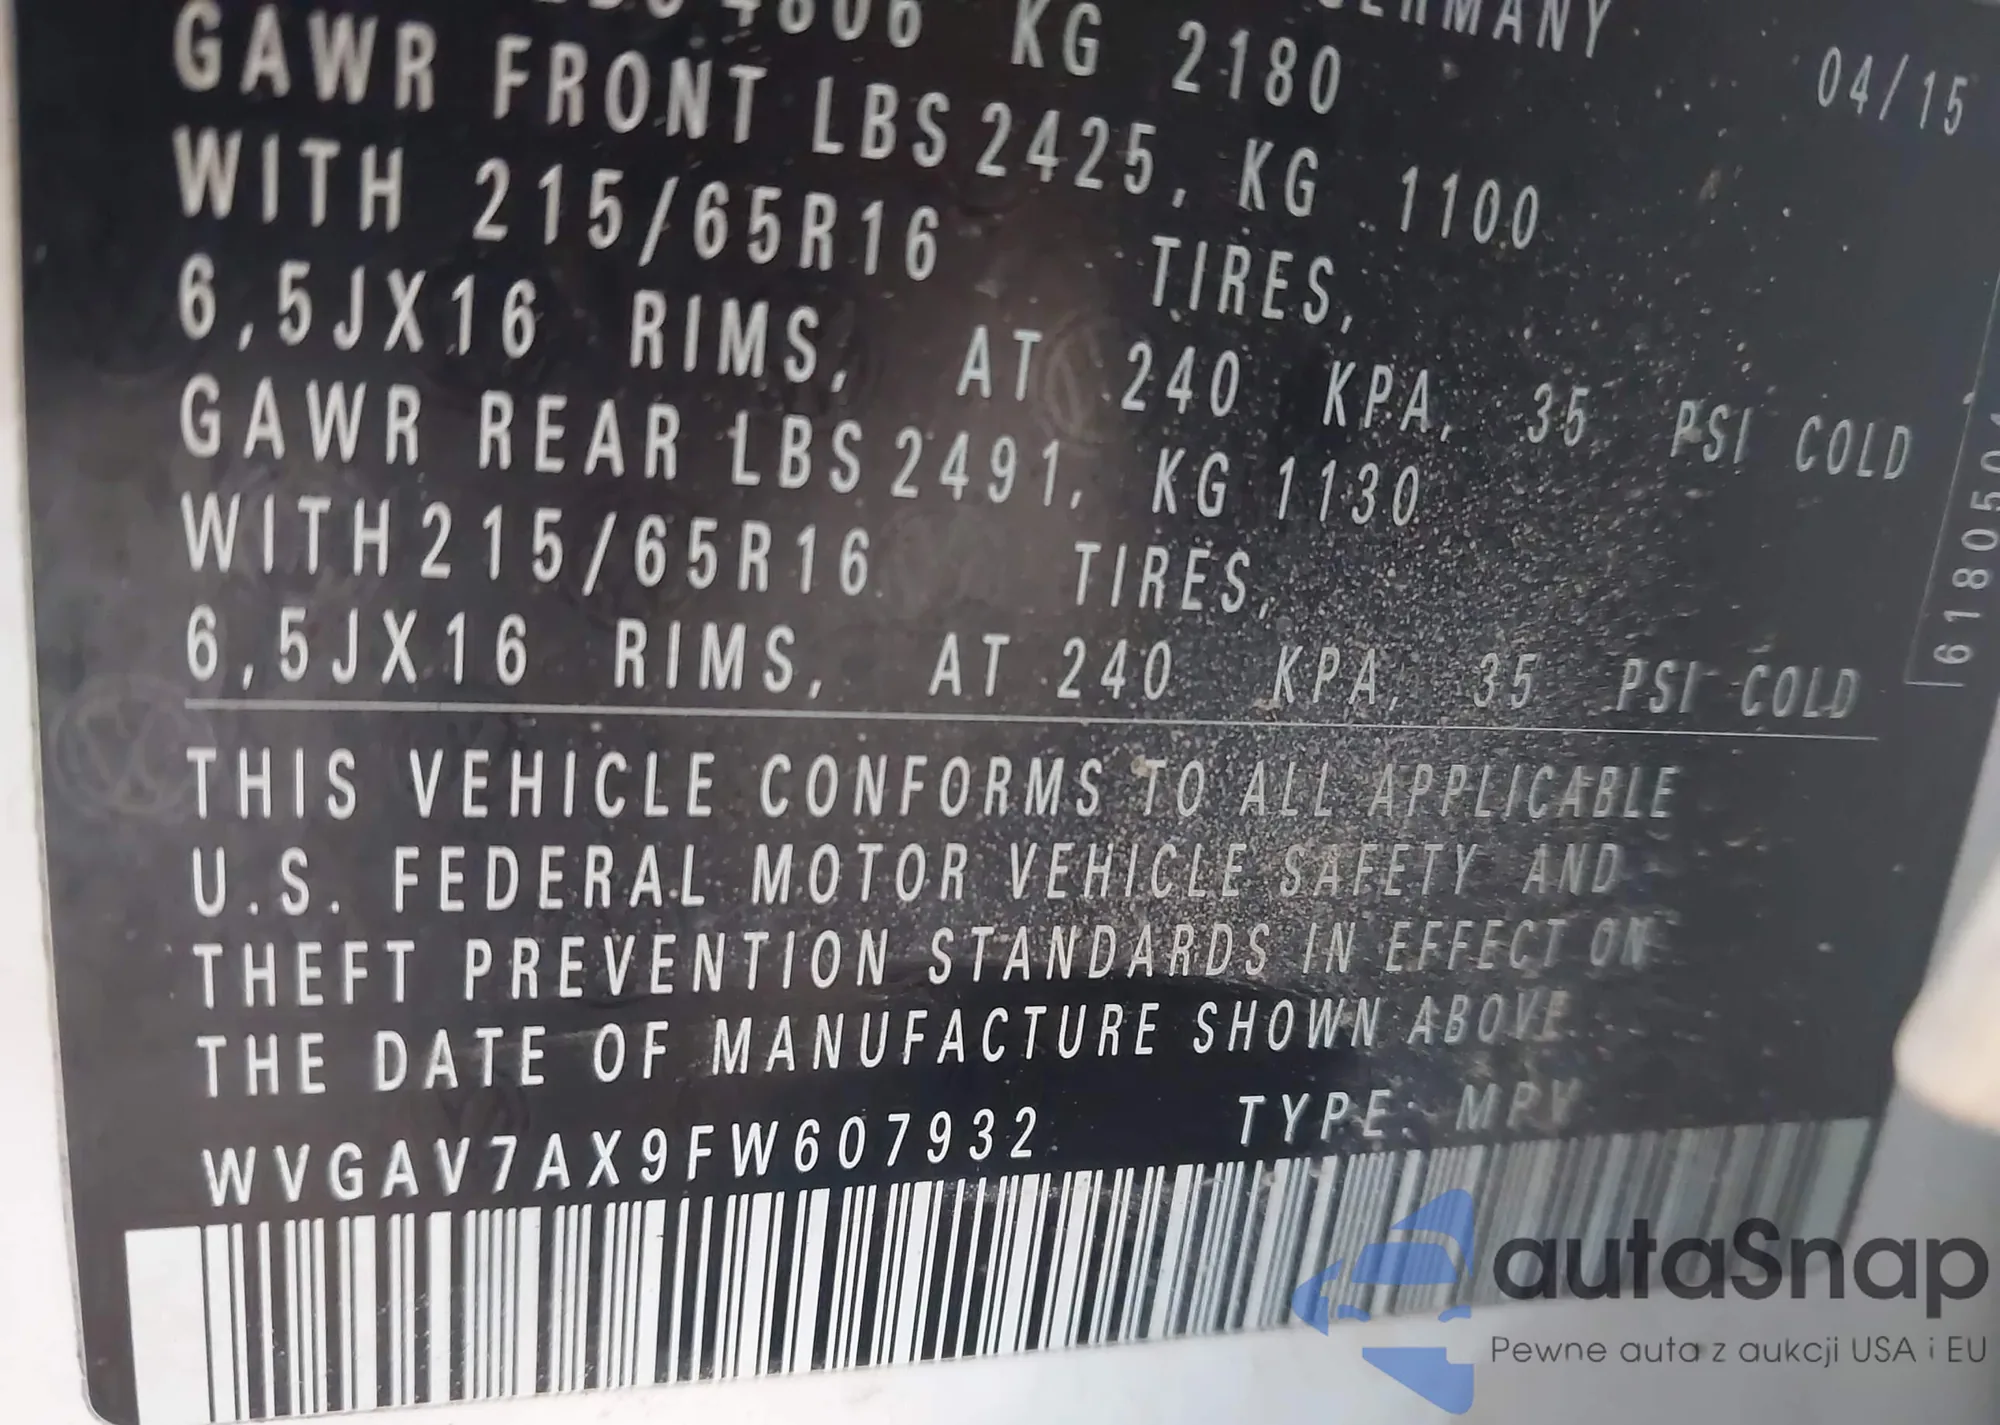 4806 KG 2180
GERMANY
04/15
GAWR FRONT LBS 2425, KG 1100
WITH 215/65R16 TIRES,
6,5JX16 RIMS, AT 240 KPA, 35 PSI COLD
GAWR REAR LBS 2491, KG 1130
WITH215/65R16 TIRES,
6,5JX16 RIMS, AT 240 KPA, 35 PSI COLD
THIS VEHICLE CONFORMS TO ALL APPLICABLE
U.S. FEDERAL MOTOR VEHICLE SAFETY AND
THEFT PREVENTION STANDARDS IN EFFECT ON
THE DATE OF MANUFACTURE SHOWN ABOVE
WVGAV7AX9FW607932 TYPE: MPV
autaSnap
Pewne auta z aukcji USA i EU